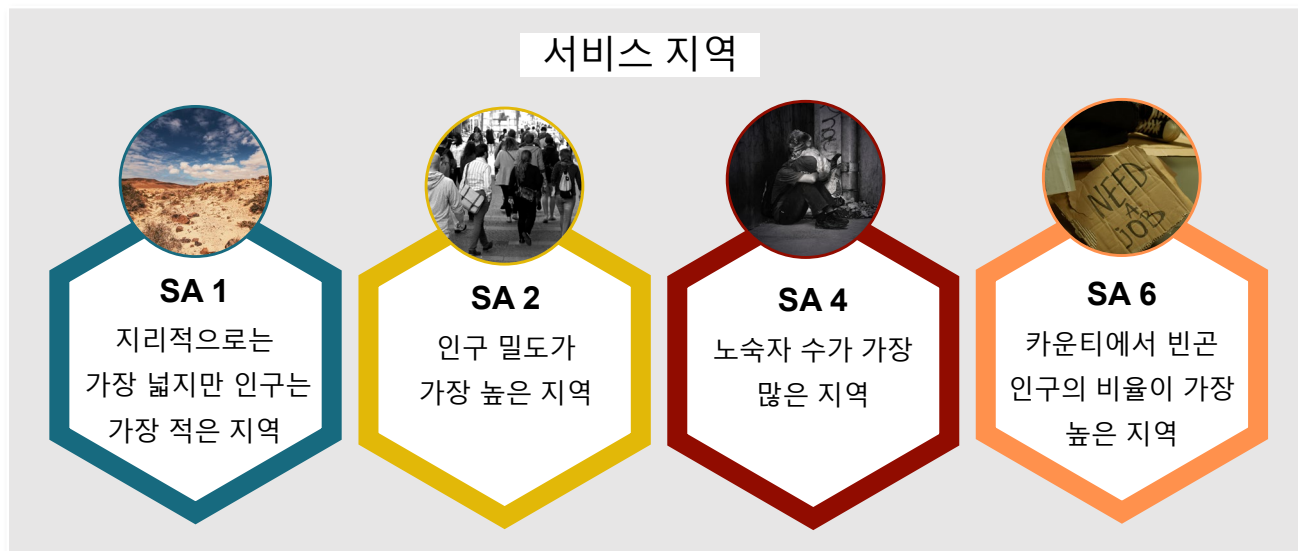 서비스 지역
SA 1
지리적으로는
가장 넓지만 인구는
가장 적은 지역
SA 2
인구 밀도가
가장 높은 지역
SA 4
노숙자 수가 가장
많은 지역
NEED
A
JOB
SA 6
카운티에서 빈곤
인구의 비율이 가장
높은 지역